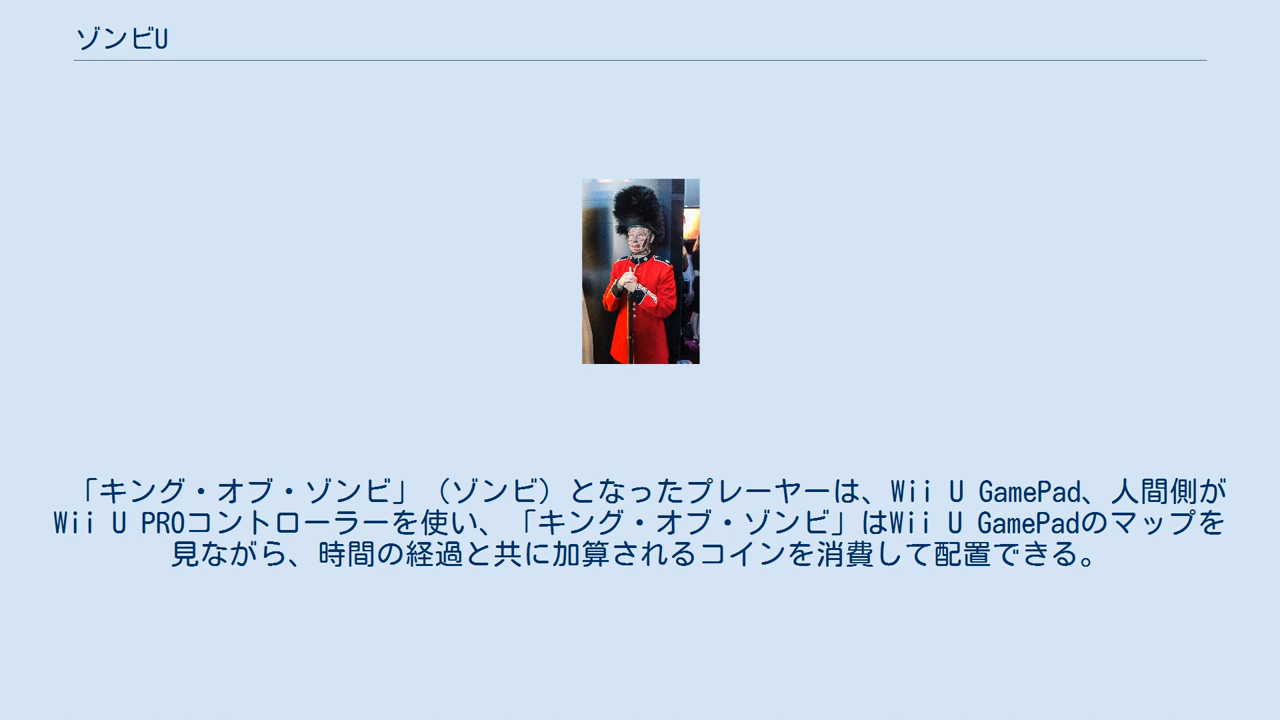 ゾンビU
「キング・オブ・ゾンビ」（ゾンビ）となったプレーヤーは、Wii U GamePad、人間側が
Wii U PROコントローラーを使い、「キング・オブ・ゾンビ」はWii U GamePadのマップを
見ながら、時間の経過と共に加算されるコインを消費して配置できる。